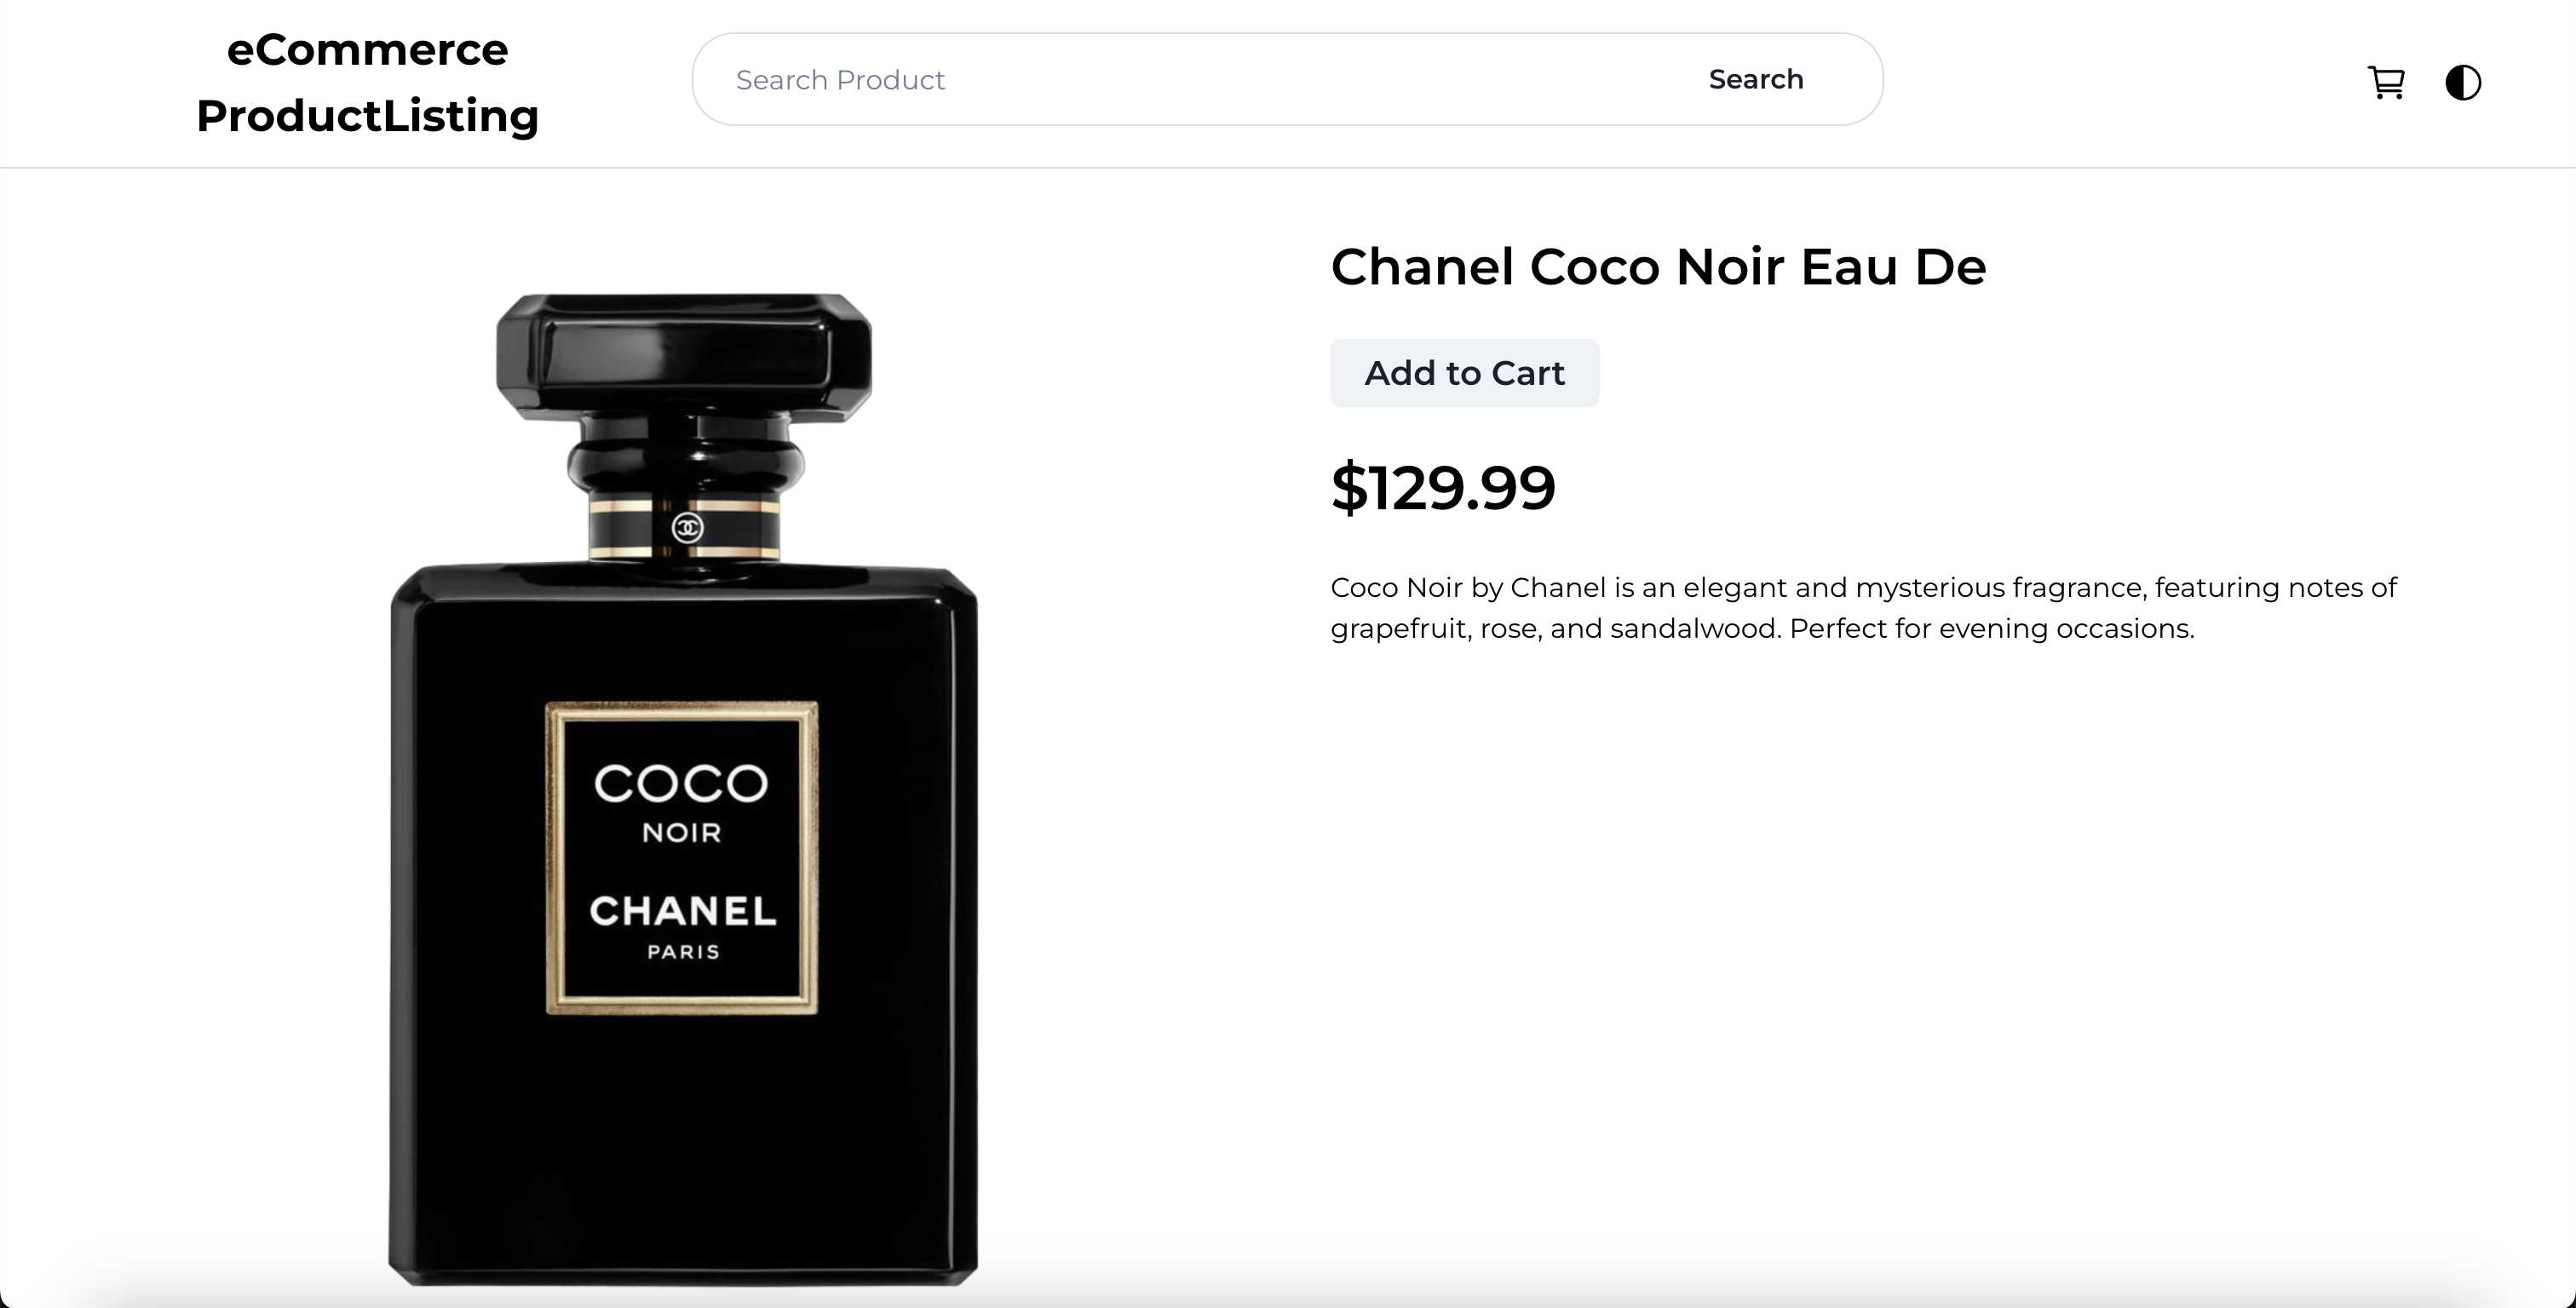 eCommerce
ProductListing
Search Product
Search
Chanel Coco Noir Eau De
Add to Cart
$129.99
Coco Noir by Chanel is an elegant and mysterious fragrance, featuring notes of
grapefruit, rose, and sandalwood. Perfect for evening occasions.
COCO
NOIR
CHANEL
PARIS